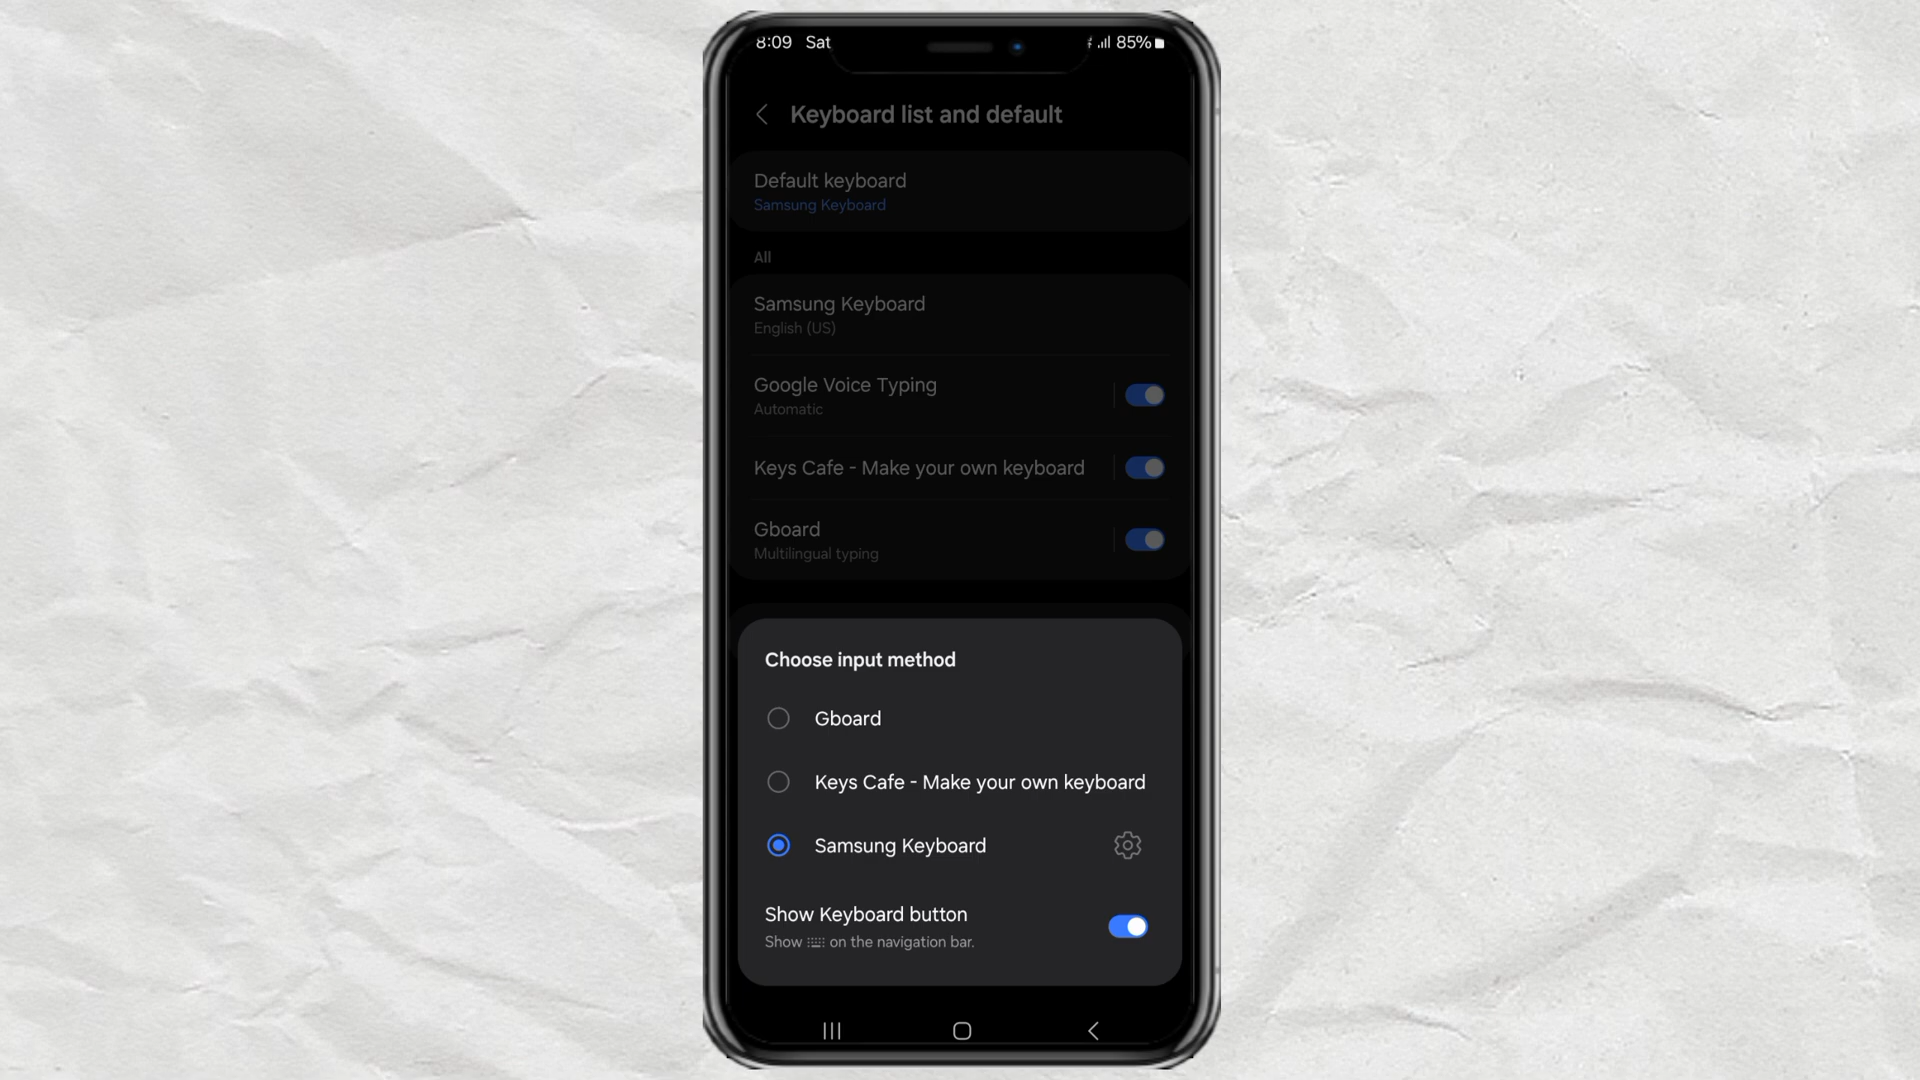 8:09 Sat 85%
Keyboard list and default
Default keyboard
Samsung Keyboard
All
Samsung Keyboard
English (US)
Google Voice Typing
Automatic
Keys Cafe - Make your own keyboard
Gboard
Multilingual typing
Choose input method
Gboard
Keys Cafe - Make your own keyboard
Samsung Keyboard
Show Keyboard button
Show on the navigation bar.